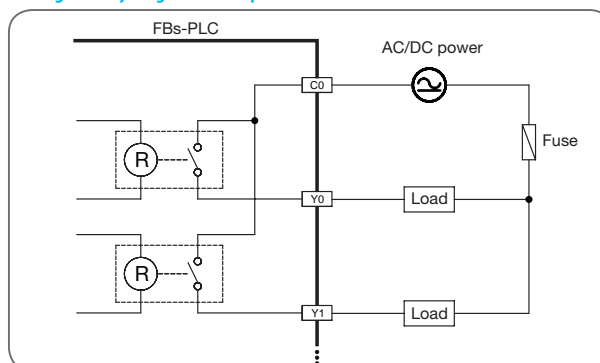 FBs-PLC
AC/DC power
C0
Fuse
R
Y0
Load
R
Y1
Load